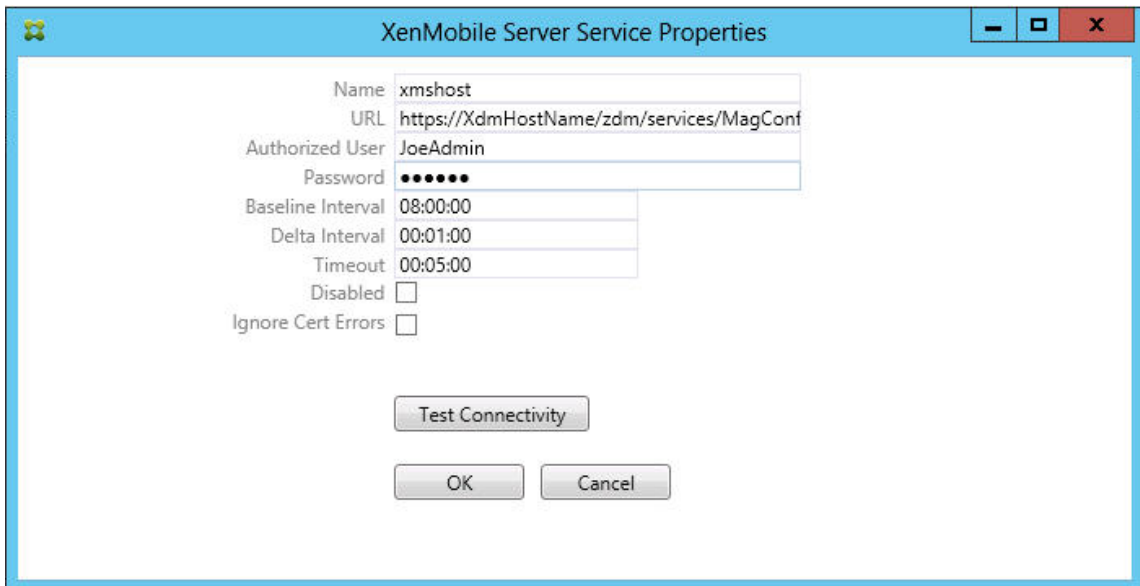 XenMobile Server Service Properties
Name xmshost
URL https://XdmHostName/zdm/services/MagConf
Authorized User JoeAdmin
Password ●●●●●●
Baseline Interval 08:00:00
Delta Interval 00:01:00
Timeout 00:05:00
Disabled
Ignore Cert Errors
Test Connectivity
OK Cancel